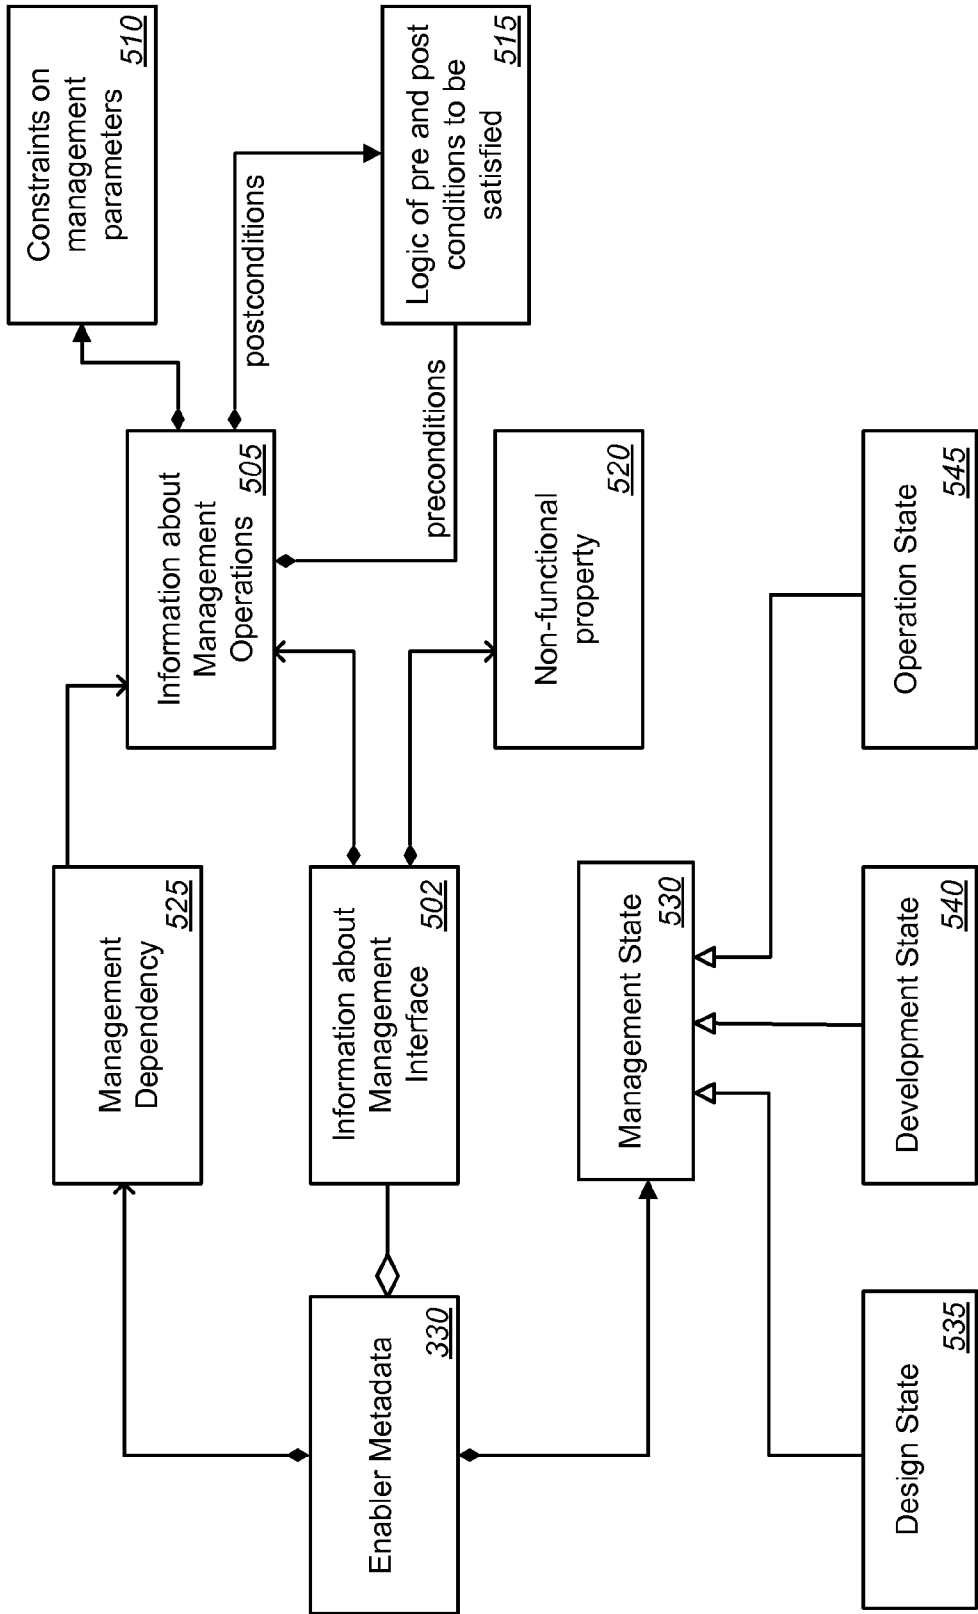 Constraints on
management
parameters
510
Management
Dependency
525
Information about
Management
Operations
505
postconditions
Enabler Metadata
330
Information about
Management
Interface
502
preconditions
Logic of pre and post
conditions to be
satisfied
515
Non-functional
property
520
Management State
530
Design State
535
Development State
540
Operation State
545